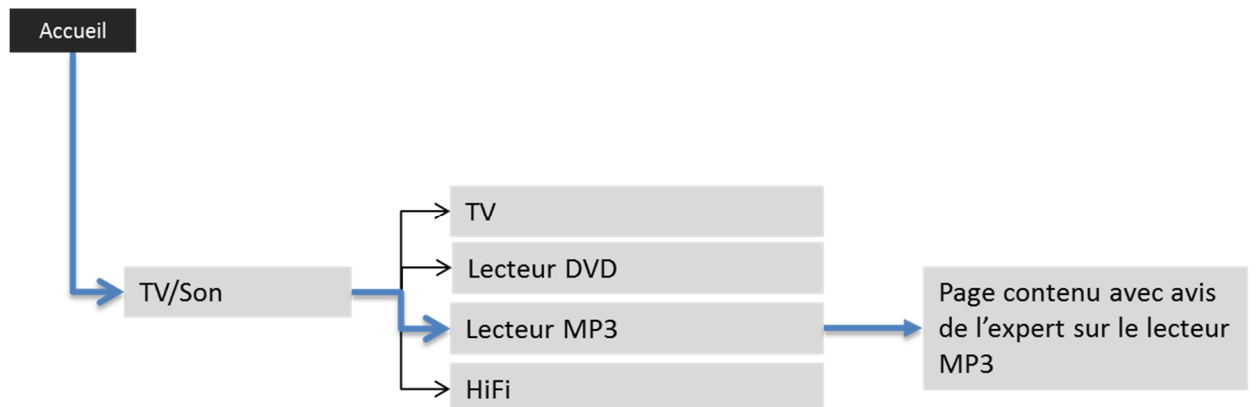 Accueil
TV
Lecteur DVD
TV/Son
Lecteur MP3
HiFi
Page contenu avec avis
de l’expert sur le lecteur
MP3